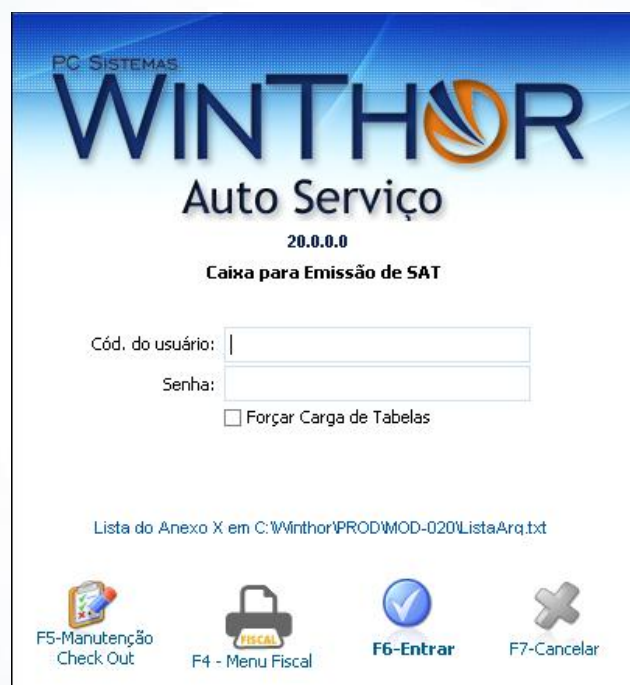 PC SISTEMAS
WINTHOR
Auto Serviço
20.0.0.0
Caixa para Emissão de SAT
Cód. do usuário:
Senha:
Forçar Carga de Tabelas
Lista do Anexo X em C:\Winthor\PROD\MOD-020\ListaArq.txt
FISCAL
F5-Manutenção
Check Out
F4 - Menu Fiscal
F6-Entrar
F7-Cancelar